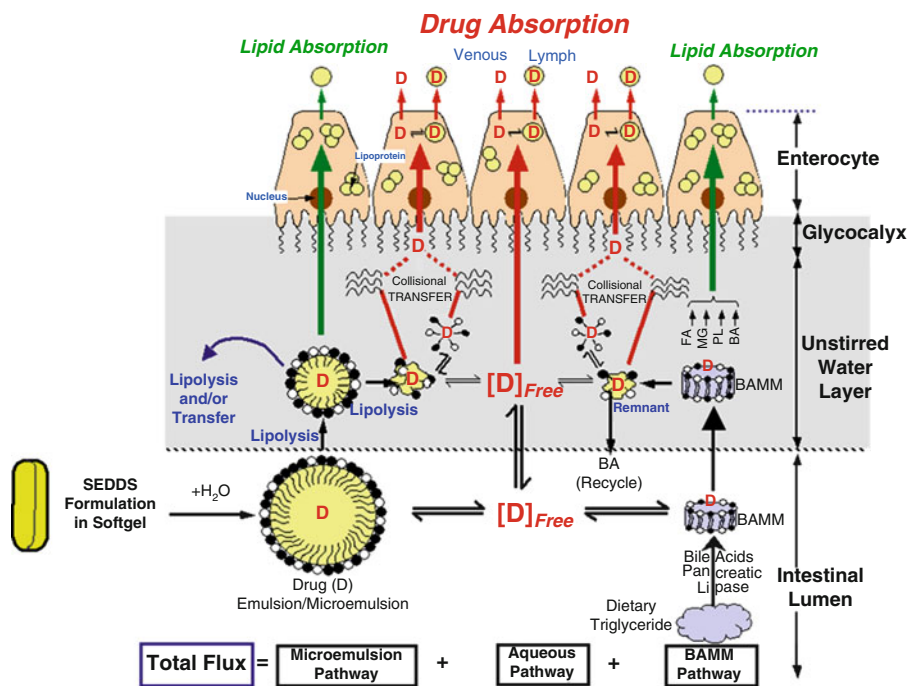 Drug Absorption
Lipid Absorption
Venous
Lymph
Lipid Absorption
D
D
D
D
D
D
D
D
D
D
D
D
Lipoprotein
Nucleus
Enterocyte
Glycocalyx
D
D
Collisional
TRANSFER
Collisional
TRANSFER
D
D
FA
MG
PL
BA
Unstirred
Water
Layer
D
D
[D]Free
D
D
BAMM
Lipolysis
and/or
Transfer
Lipolysis
Remnant
Lipolysis
BA
(Recycle)
SEDDS
Formulation
in Softgel
+H2O
D
[D]Free
D
BAMM
Drug (D)
Emulsion/Microemulsion
Bile Acids
Pancreatic
Lipase
Dietary
Triglyceride
Intestinal
Lumen
Total Flux
=
Microemulsion
Pathway
+
Aqueous
Pathway
+
BAMM
Pathway